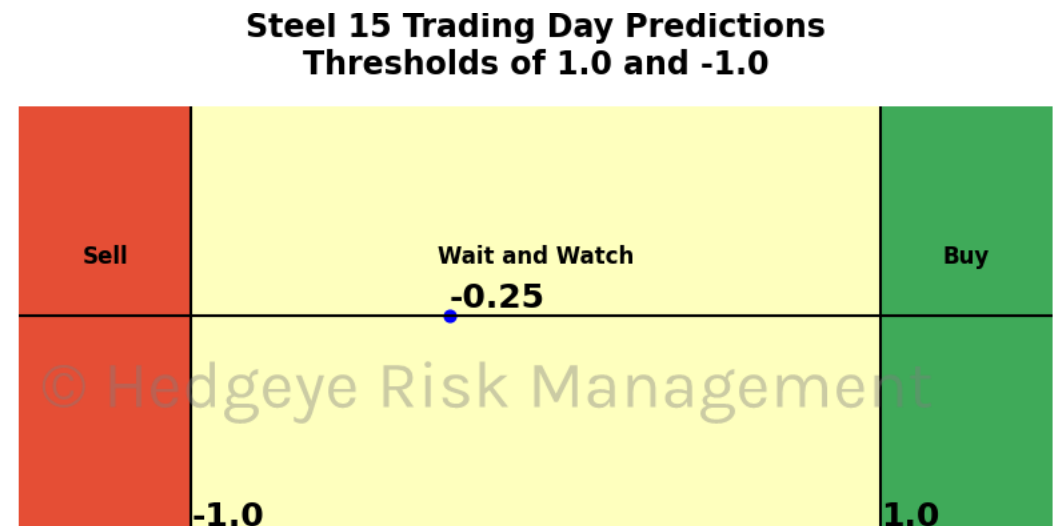 Steel 15 Trading Day Predictions
Thresholds of 1.0 and -1.0
Sell
Wait and Watch
Buy
-0.25
© Hedgeye Risk Management
-1.0
1.0